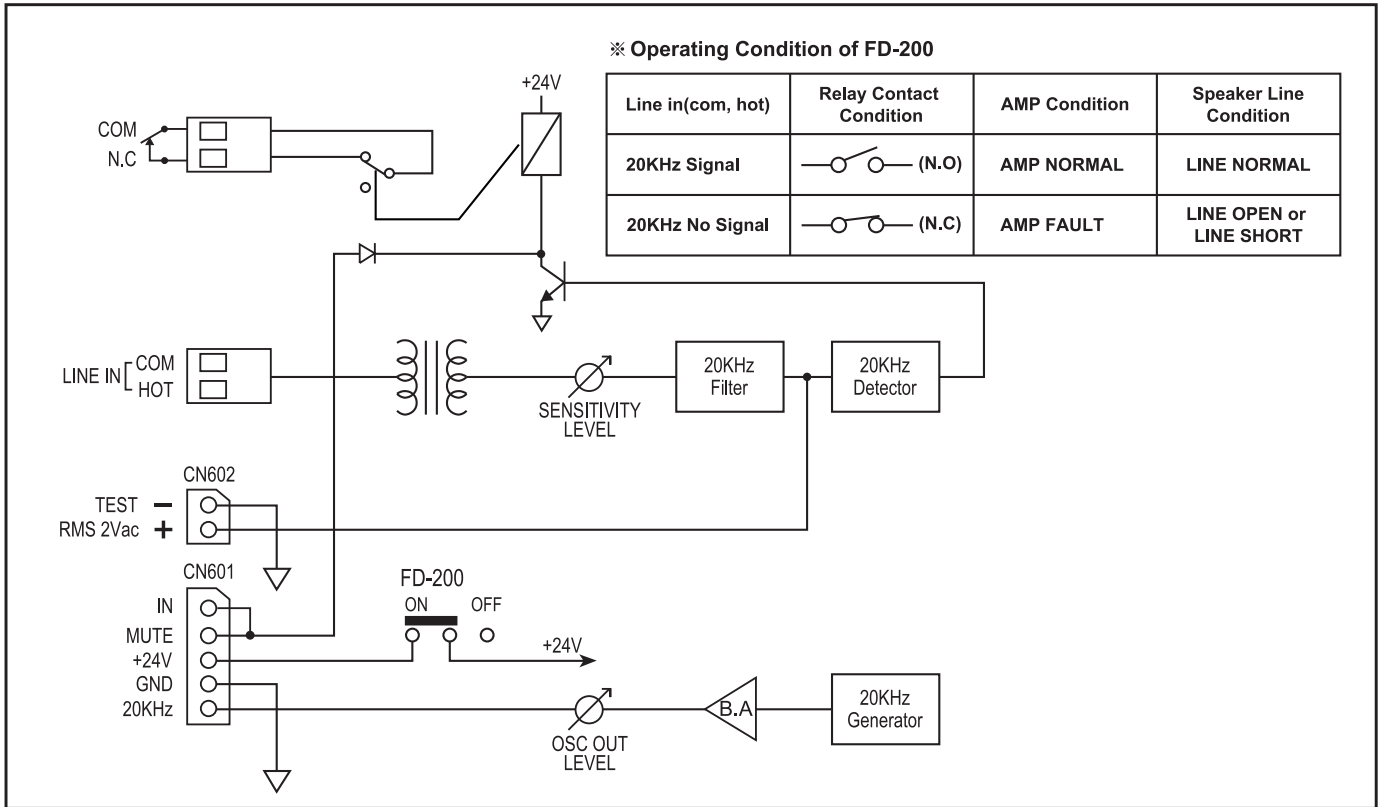 ※ Operating Condition of FD-200
Line in(com, hot)
Relay Contact
Condition
AMP Condition
Speaker Line
Condition
20KHz Signal
(N.O)
AMP NORMAL
LINE NORMAL
20KHz No Signal
(N.C)
AMP FAULT
LINE OPEN or
LINE SHORT
+24V
COM
N.C
LINE IN
COM
HOT
SENSITIVITY
LEVEL
20KHz
Filter
20KHz
Detector
CN602
TEST −
RMS 2Vac +
CN601
IN
MUTE
+24V
GND
20KHz
FD-200
ON
OFF
+24V
OSC OUT
LEVEL
B.A
20KHz
Generator